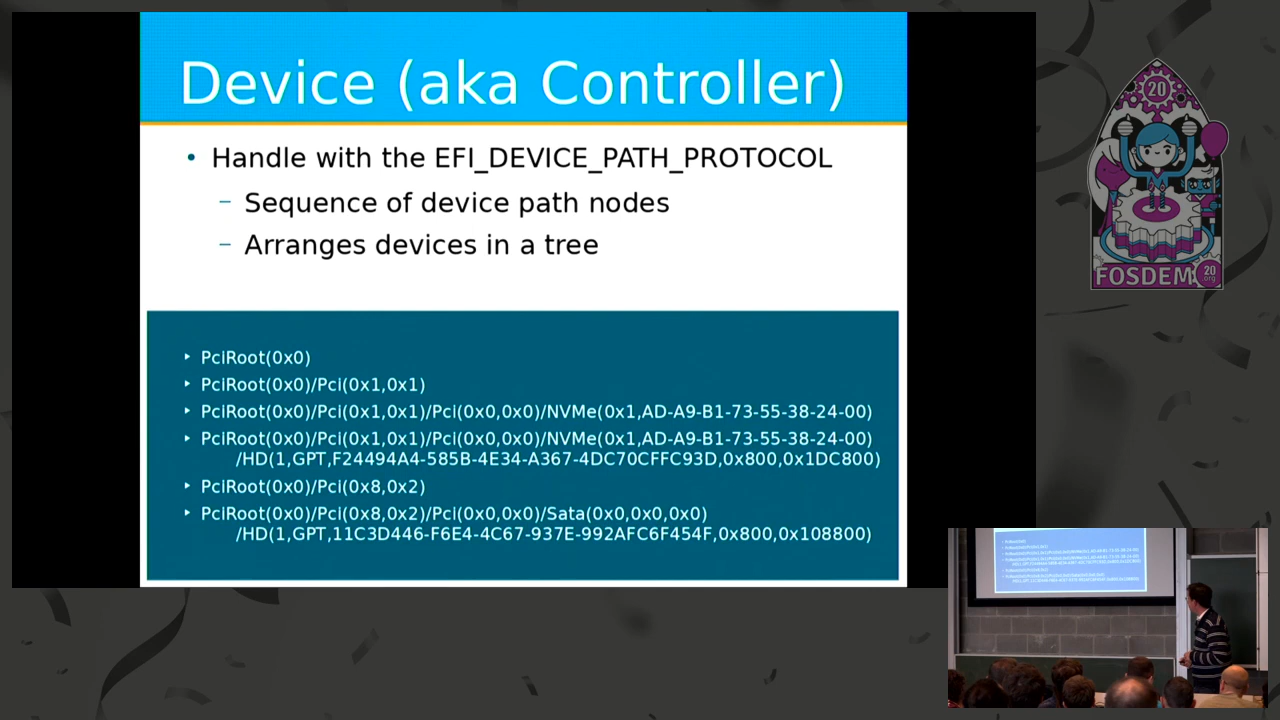 Device (aka Controller)
• Handle with the EFI_DEVICE_PATH_PROTOCOL
– Sequence of device path nodes
– Arranges devices in a tree
‣ PciRoot(0x0)
‣ PciRoot(0x0)/Pci(0x1,0x1)
‣ PciRoot(0x0)/Pci(0x1,0x1)/Pci(0x0,0x0)/NVMe(0x1,AD-A9-B1-73-55-38-24-00)
‣ PciRoot(0x0)/Pci(0x1,0x1)/Pci(0x0,0x0)/NVMe(0x1,AD-A9-B1-73-55-38-24-00)
/HD(1,GPT,F24494A4-585B-4E34-A367-4DC70CFFC93D,0x800,0x1DC800)
‣ PciRoot(0x0)/Pci(0x8,0x2)
‣ PciRoot(0x0)/Pci(0x8,0x2)/Pci(0x0,0x0)/Sata(0x0,0x0,0x0)
/HD(1,GPT,11C3D446-F6E4-4C67-937E-992AFC6F454F,0x800,0x108800)
20
FOSDEM
20
.org